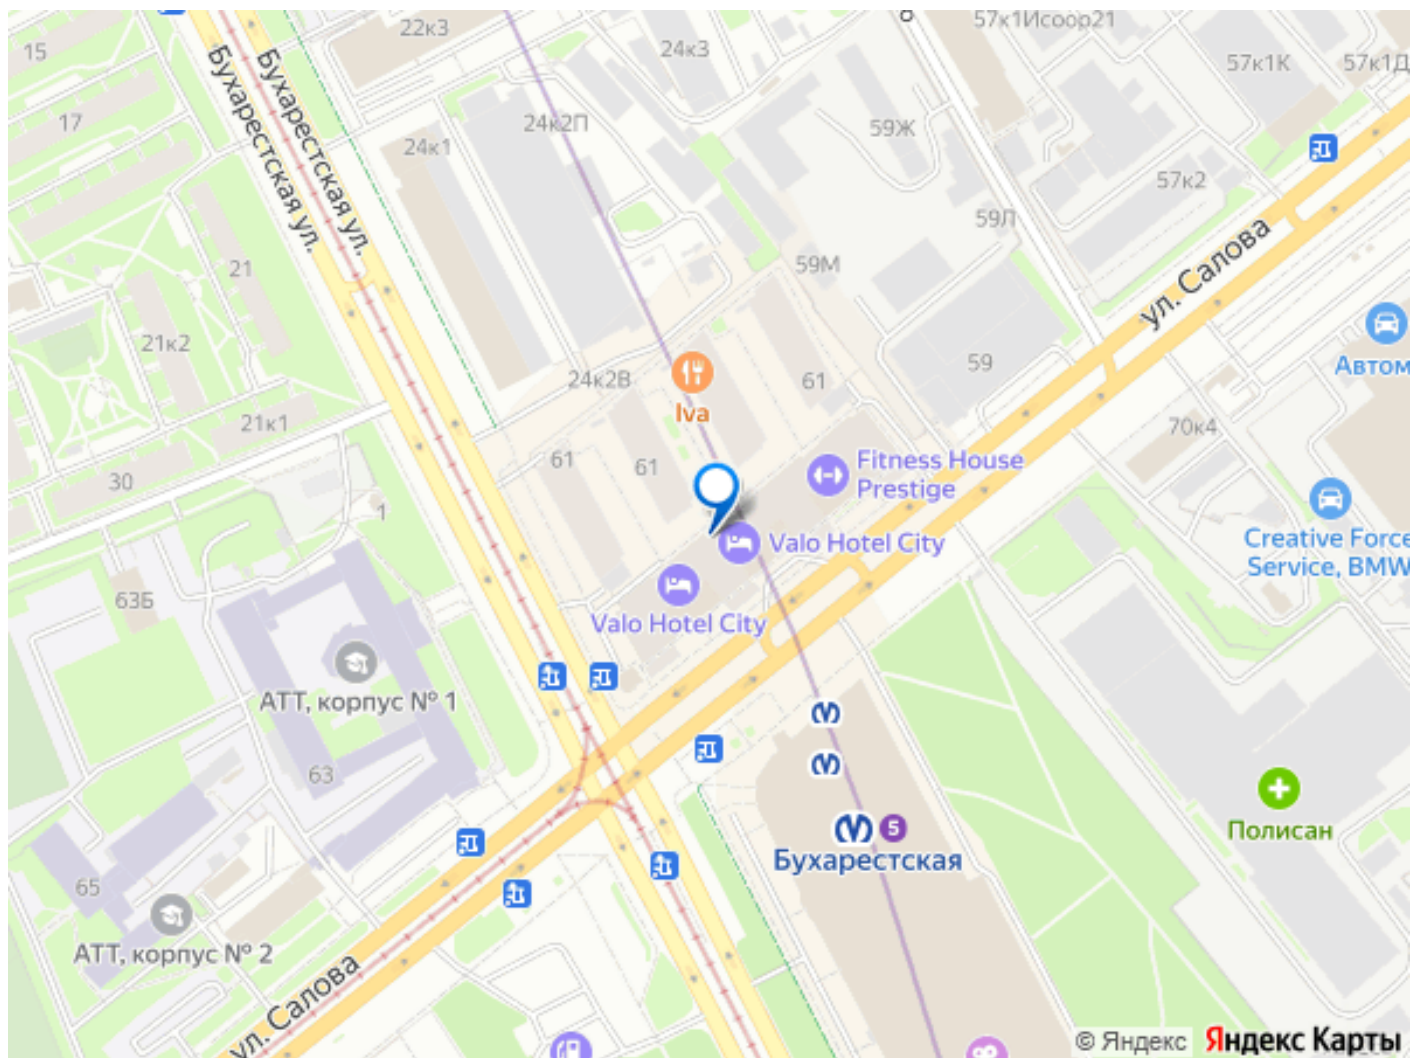 22к3
57к1Исоор21
15
24к3
57к1К
57к1Д
Бухарестская ул.
Бухарестская ул.
17
24к2П
59Ж
24к1
57к2
59Л
21
59М
ул. Салова
21к2
59
Автом
24к2В
61
Iva
21к1
70к4
61
61
Fitness House
Prestige
30
1
Valo Hotel City
Creative Force
Service, BMW
63Б
Valo Hotel City
АТТ, корпус № 1
63
5
Полисан
Бухарестская
65
АТТ, корпус № 2
ул. Салова
© Яндекс
Яндекс Карты